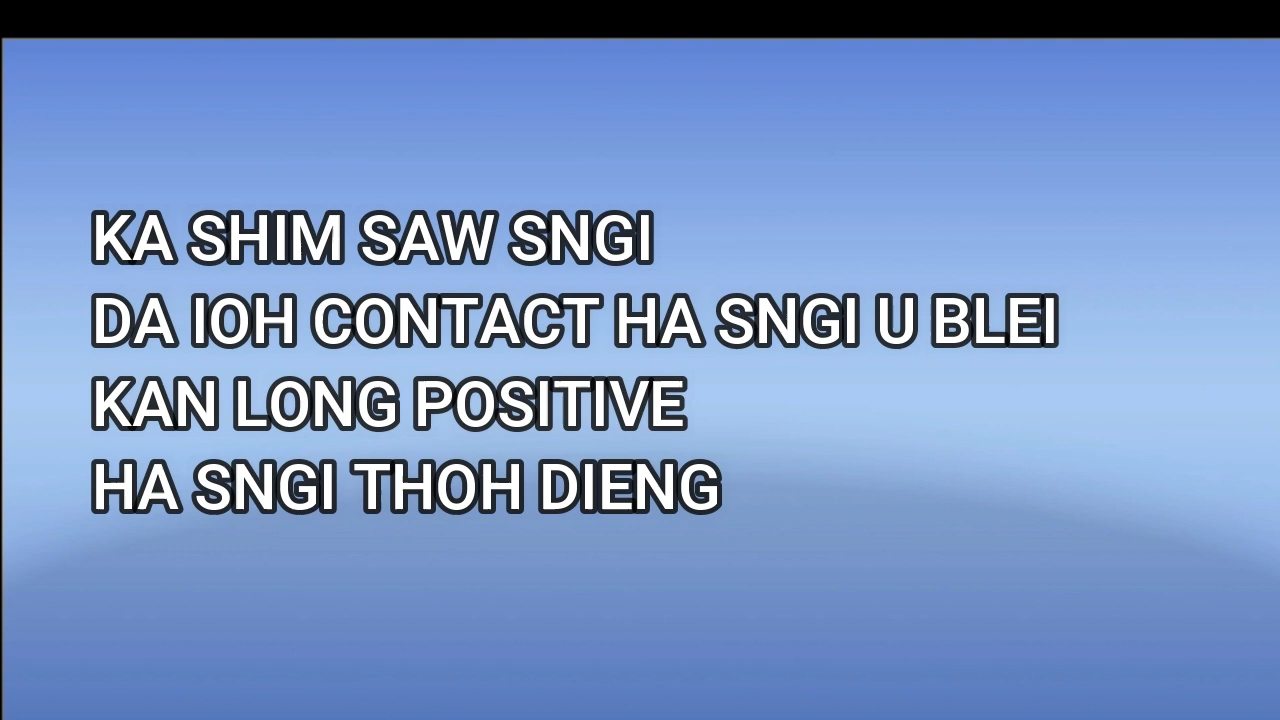 KA SHIM SAW SNGI
DA IOH CONTACT HA SNGI U BLEI
KAN LONG POSITIVE
HA SNGI THOH DIENG